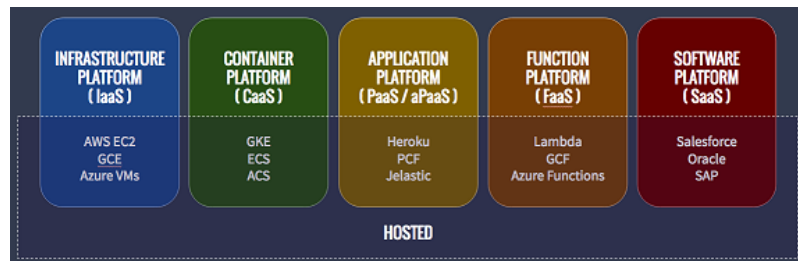 INFRASTRUCTURE
PLATFORM
( IaaS )
AWS EC2
GCE
Azure VMs
CONTAINER
PLATFORM
( CaaS )
GKE
ECS
ACS
APPLICATION
PLATFORM
( PaaS / aPaaS )
Heroku
PCF
Jelastic
FUNCTION
PLATFORM
( FaaS )
Lambda
GCF
Azure Functions
SOFTWARE
PLATFORM
( SaaS )
Salesforce
Oracle
SAP
HOSTED